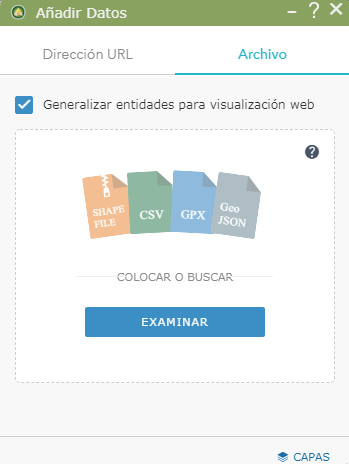 Añadir Datos
Dirección URL
Archivo
Generalizar entidades para visualización web
SHAPE
FILE
CSV
GPX
Geo
JSON
COLOCAR O BUSCAR
EXAMINAR
CAPAS